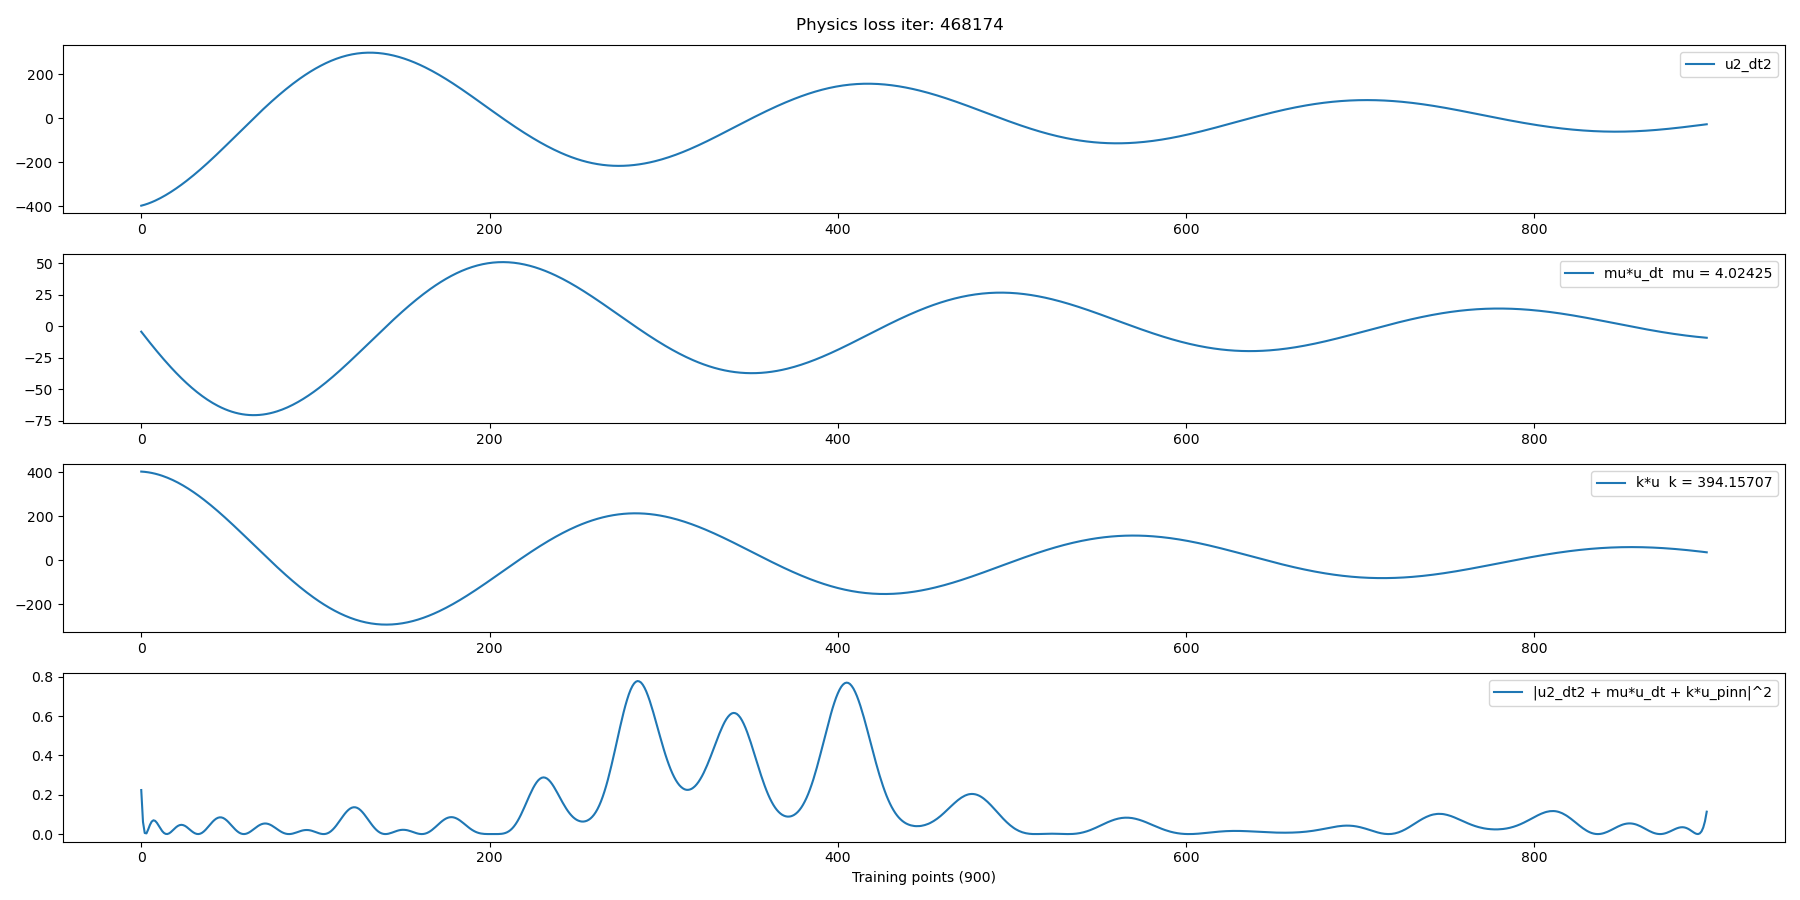 Physics loss iter: 468174
200
0
−200
−400
u2_dt2
0 200 400 600 800
50
25
0
−25
−50
−75
mu*u_dt mu = 4.02425
0 200 400 600 800
400
200
0
−200
k*u k = 394.15707
0 200 400 600 800
0.8
0.6
0.4
0.2
0.0
|u2_dt2 + mu*u_dt + k*u_pinn|^2
0 200 400 600 800
Training points (900)